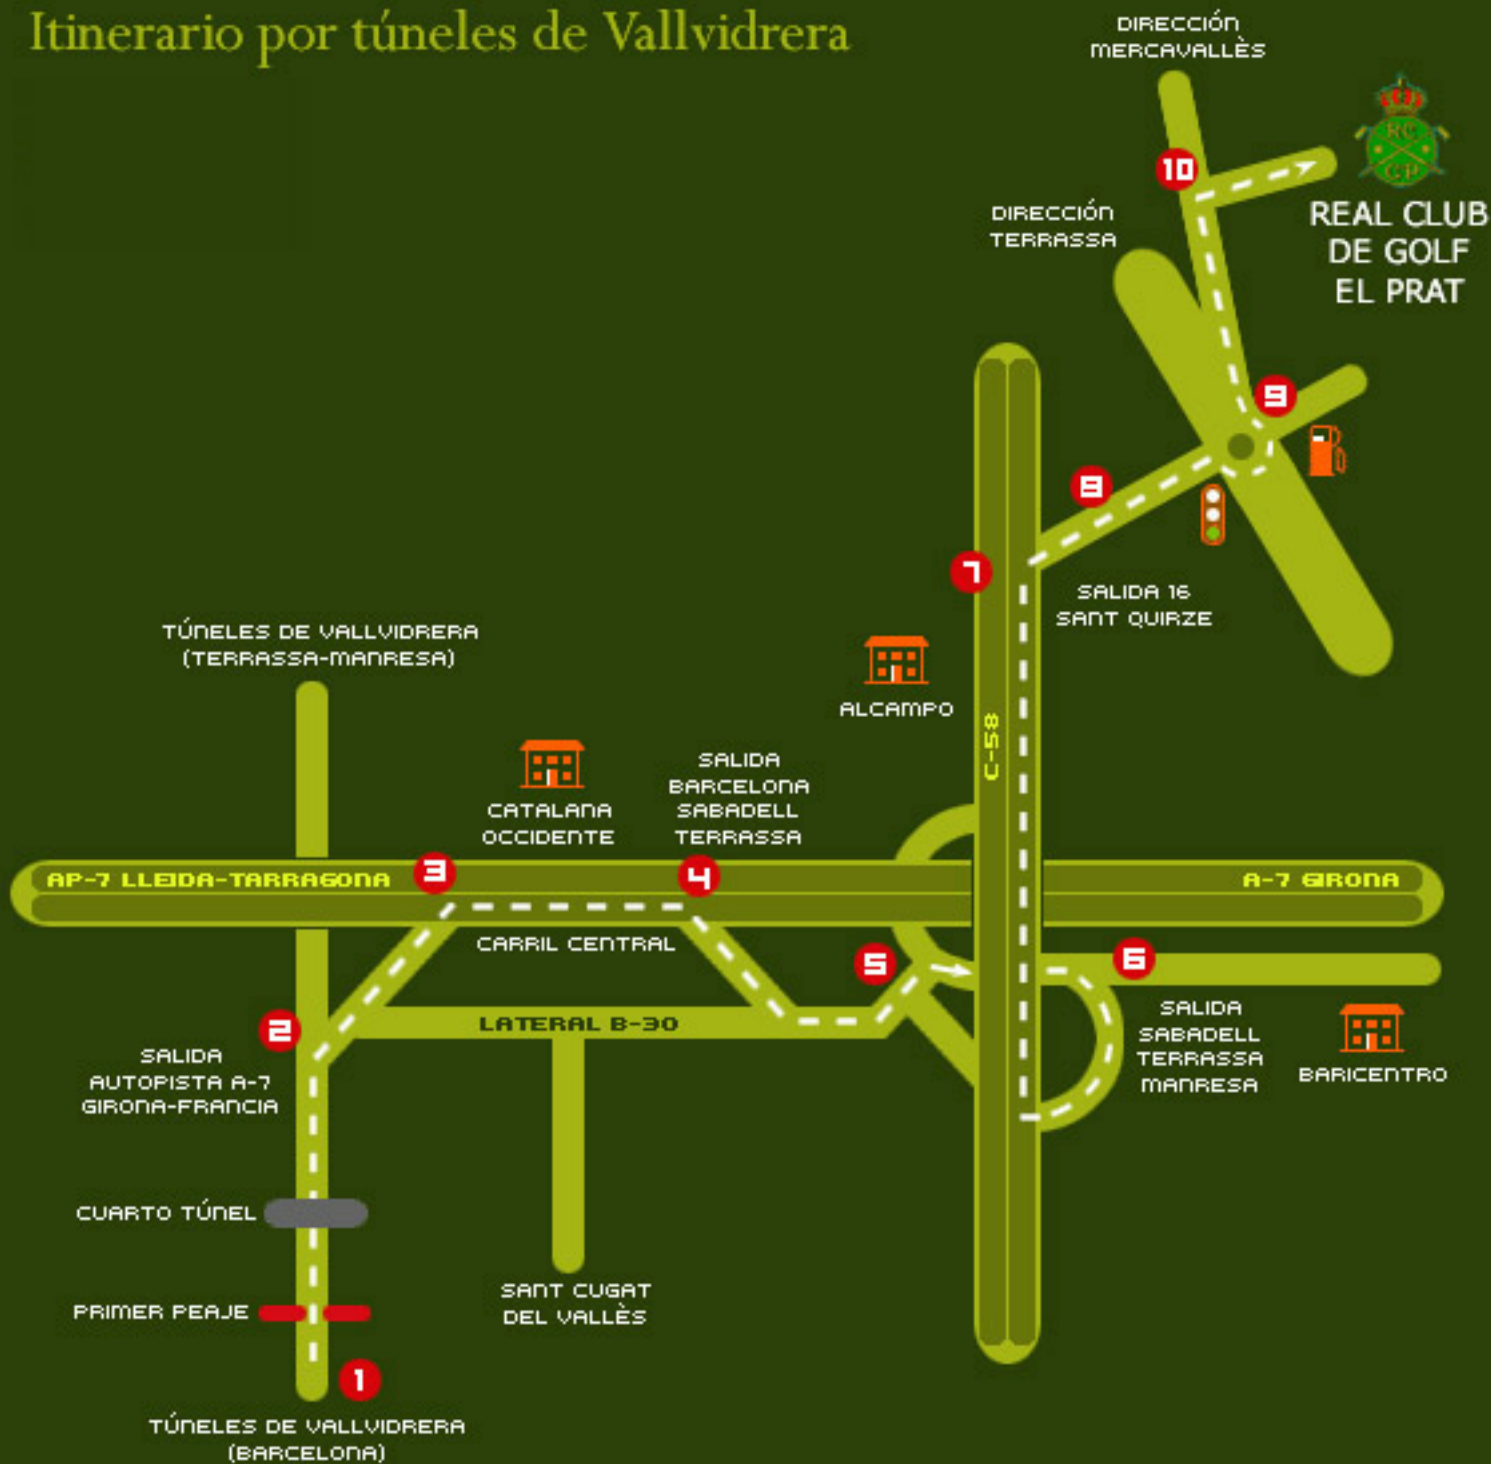 Itinerario por túneles de Vallvidrera
DIRECCIÓN
MERCAVALLÈS
10
RC
GP
REAL CLUB
DE GOLF
EL PRAT
DIRECCIÓN
TERRASSA
9
8
7
SALIDA 16
SANT QUIRZE
TÚNELES DE VALLVIDRERA
(TERRASSA-MANRESA)
ALCAMPO
C-58
CATALANA
OCCIDENTE
SALIDA
BARCELONA
SABADELL
TERRASSA
AP-7 LLEIDA-TARRAGONA
3
4
A-7 GIRONA
CARRIL CENTRAL
5
6
2
LATERAL B-30
SALIDA
AUTOPISTA A-7
GIRONA-FRANCIA
SALIDA
SABADELL
TERRASSA
MANRESA
BARICENTRO
CUARTO TÚNEL
PRIMER PEAJE
SANT CUGAT
DEL VALLÈS
1
TÚNELES DE VALLVIDRERA
(BARCELONA)